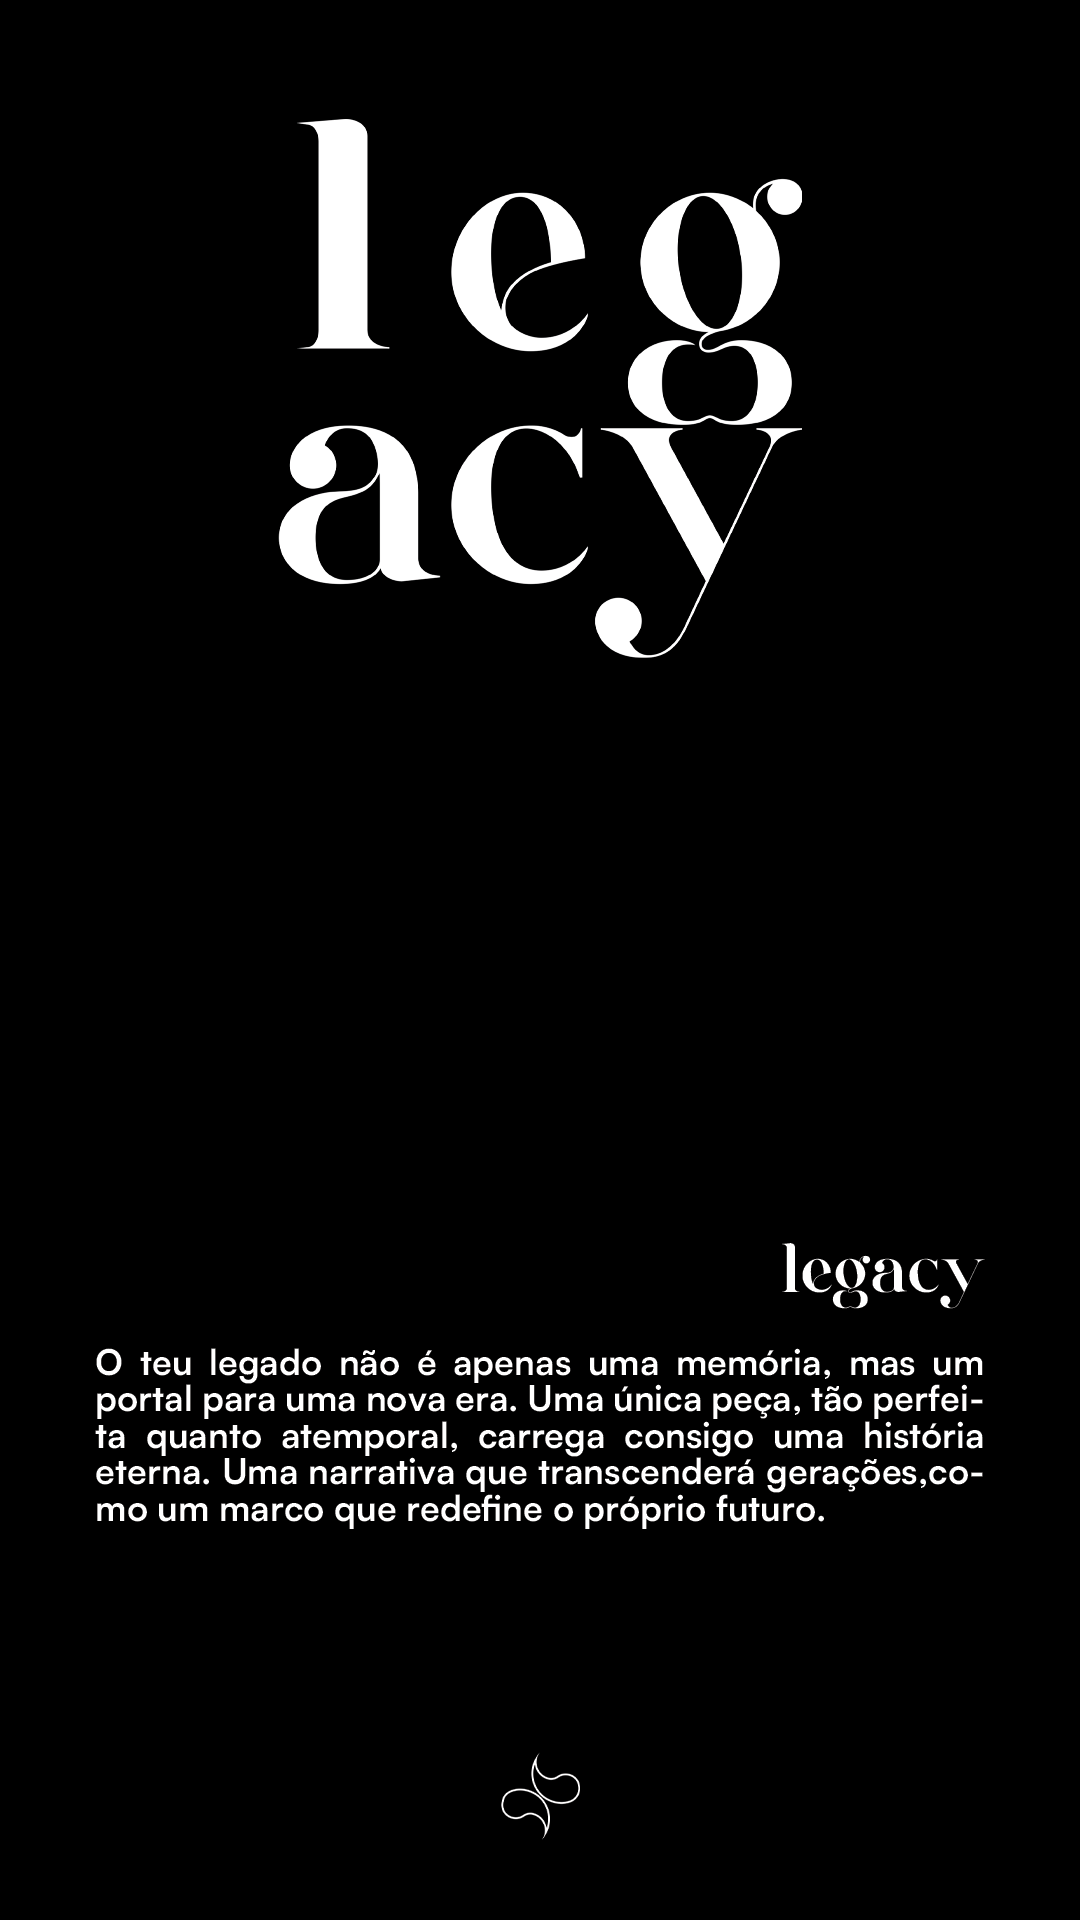 leg
acy
legacy
O teu legado não é apenas uma memória, mas um
portal para uma nova era. Uma única peça, tão perfei-
ta quanto atemporal, carrega consigo uma história
eterna. Uma narrativa que transcenderá gerações,co-
mo um marco que redefine o próprio futuro.